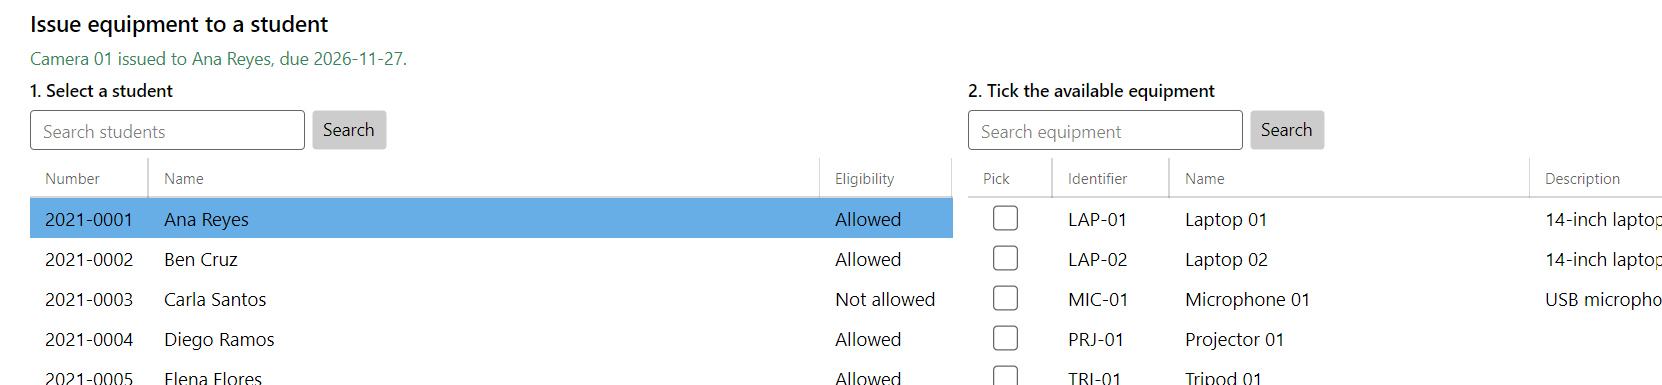 Issue equipment to a student
Camera 01 issued to Ana Reyes, due 2026-11-27.
1. Select a student
Search students Search
Number Name Eligibility
2021-0001 Ana Reyes Allowed
2021-0002 Ben Cruz Allowed
2021-0003 Carla Santos Not allowed
2021-0004 Diego Ramos Allowed
2021-0005 Elena Flores Allowed
2. Tick the available equipment
Search equipment Search
Pick Identifier Name Description
LAP-01 Laptop 01 14-inch laptop
LAP-02 Laptop 02 14-inch laptop
MIC-01 Microphone 01 USB micropho
PRJ-01 Projector 01
TRI-01 Tripod 01